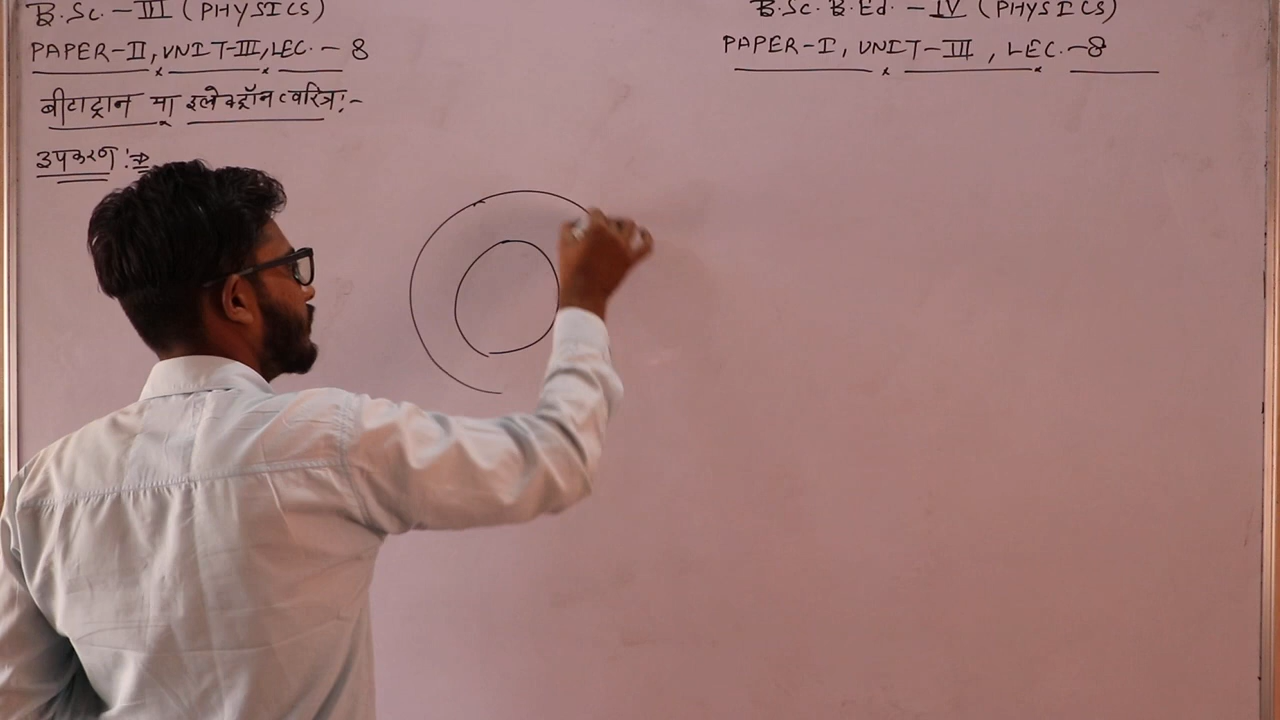 B.Sc. - III (PHYSICS)
PAPER-II, UNIT-III, LEC. - 8
बीटाट्रान या इलेक्ट्रॉन त्वरित्र:-
उपकरण :⇒
B.Sc. B.Ed. - IV (PHYSICS)
PAPER-I, UNIT-III, LEC. - 8